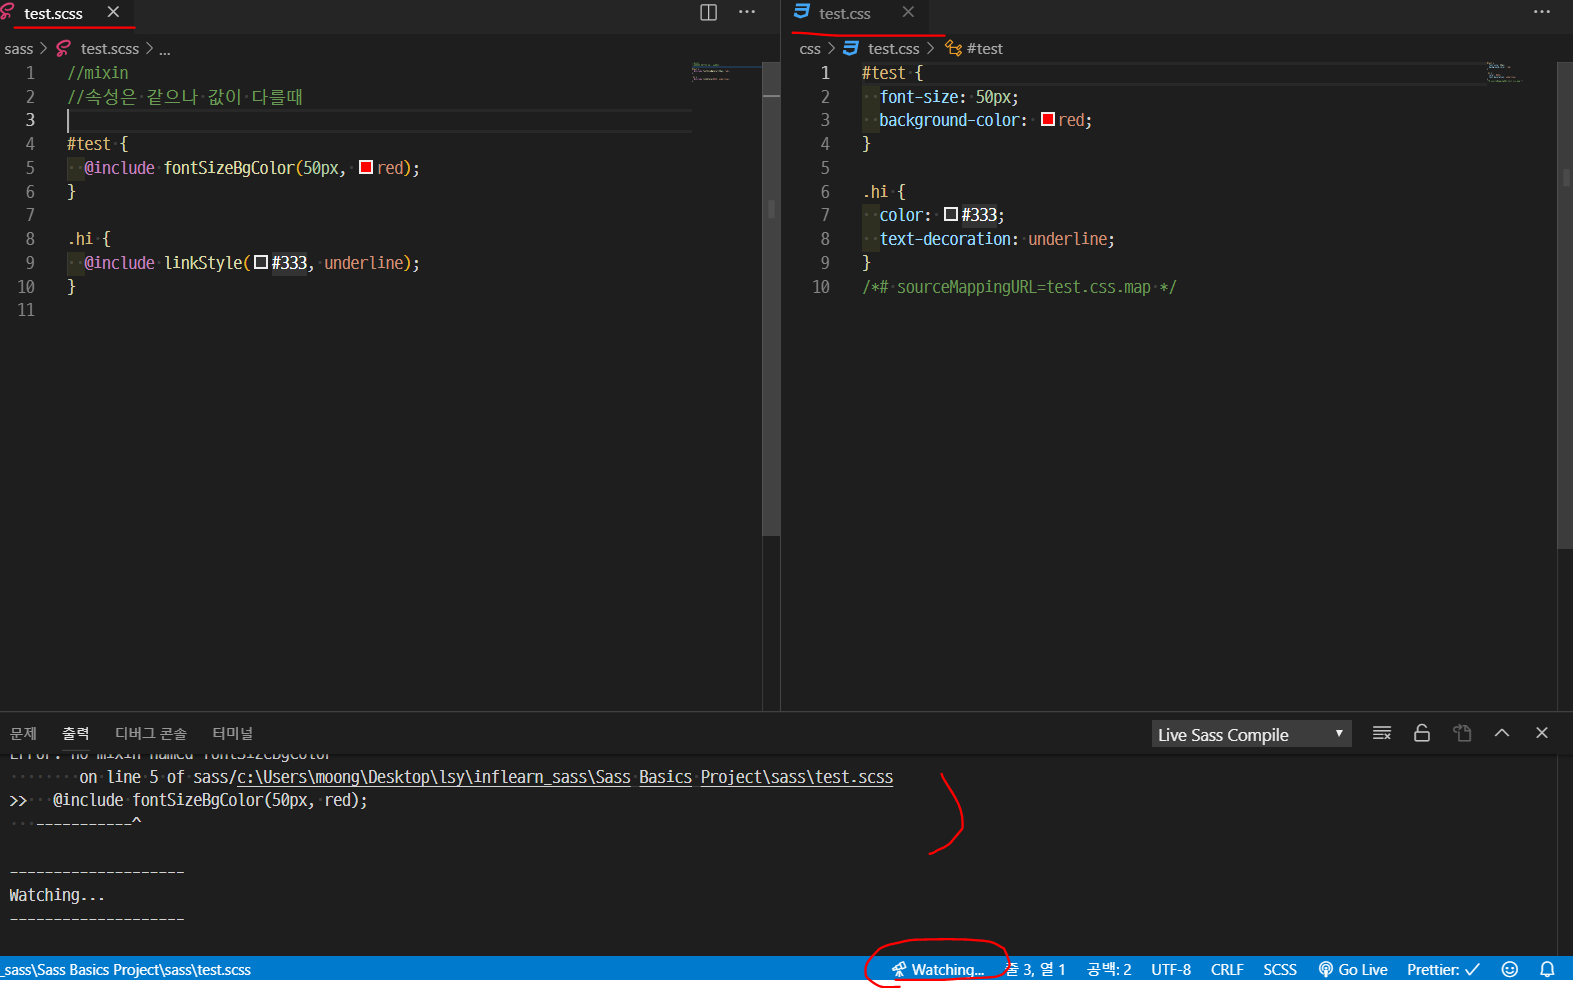 test.scss
test.css
sass > test.scss > ...
css > test.css > #test
1 //mixin
2 //속성은 같으나 값이 다를때
3
4 #test {
5 @include fontSizeBgColor(50px, red);
6 }
7
8 .hi {
9 @include linkStyle(#333, underline);
10 }
11
1 #test {
2 font-size: 50px;
3 background-color: red;
4 }
5
6 .hi {
7 color: #333;
8 text-decoration: underline;
9 }
10 /*# sourceMappingURL=test.css.map */
문제 출력 디버그 콘솔 터미널
Live Sass Compile
Error: no mixin named fontSizeBgColor
on line 5 of sass/c:\Users\moong\Desktop\lsy\inflearn_sass\Sass Basics Project\sass\test.scss
>> @include fontSizeBgColor(50px, red);
-----------^
--------------------
Watching...
--------------------
_sass\Sass Basics Project\sass\test.scss
Watching... 줄 3, 열 1 공백: 2 UTF-8 CRLF SCSS Go Live Prettier: ✓